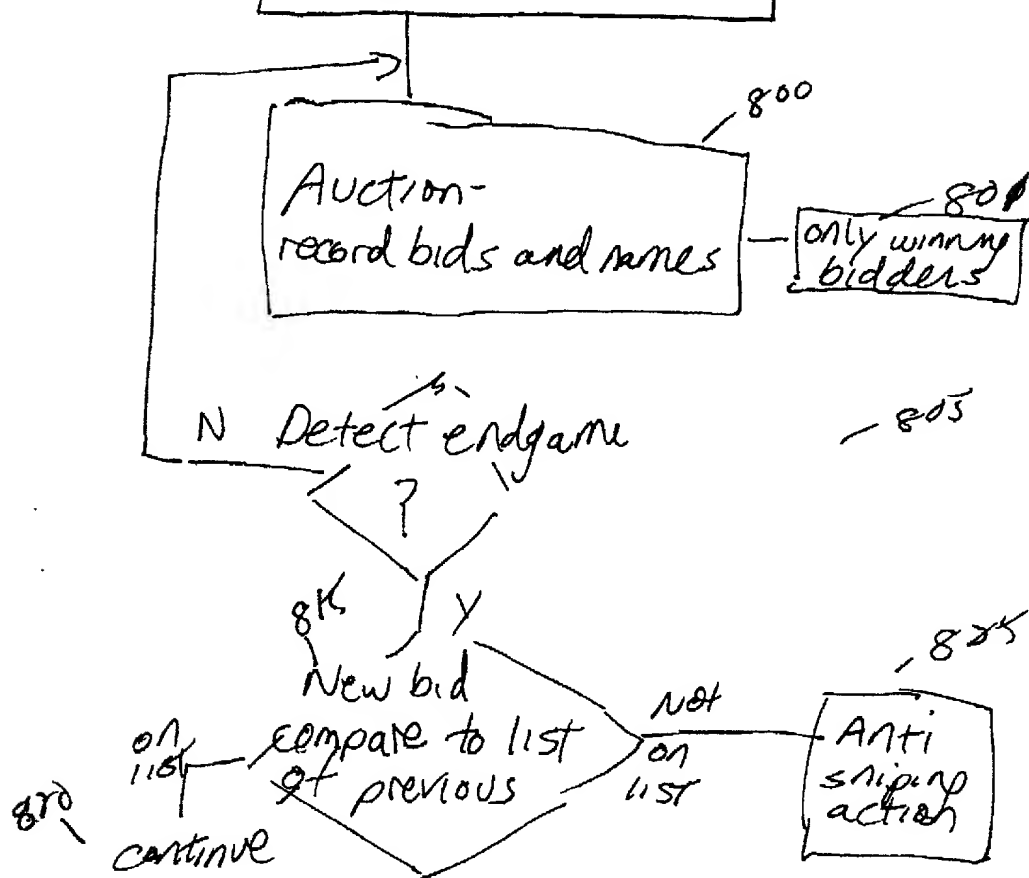 800
Auction-
record bids and names
801
only winning
bidders
N Detect endgame
?
805
Y
815
New bid
compare to list
of previous
on
list
820
continue
Not
on
list
825
Anti
sniping
action